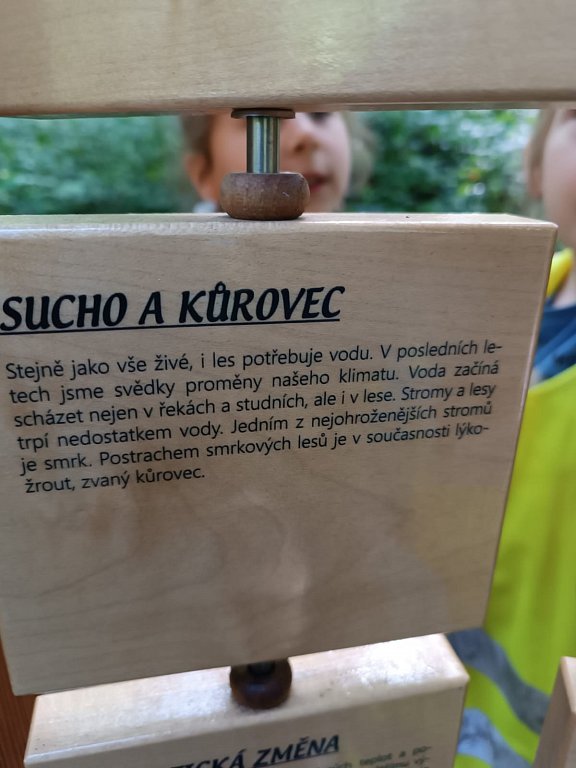 SUCHO A KŮROVEC
Stejně jako vše živé, i les potřebuje vodu. V posledních le-
tech jsme svědky proměny našeho klimatu. Voda začíná
scházet nejen v řekách a studních, ale i v lese. Stromy a lesy
trpí nedostatkem vody. Jedním z nejohroženějších stromů
je smrk. Postrachem smrkových lesů je v současnosti lýko-
žrout, zvaný kůrovec.
ZMĚNA
teplot a po-